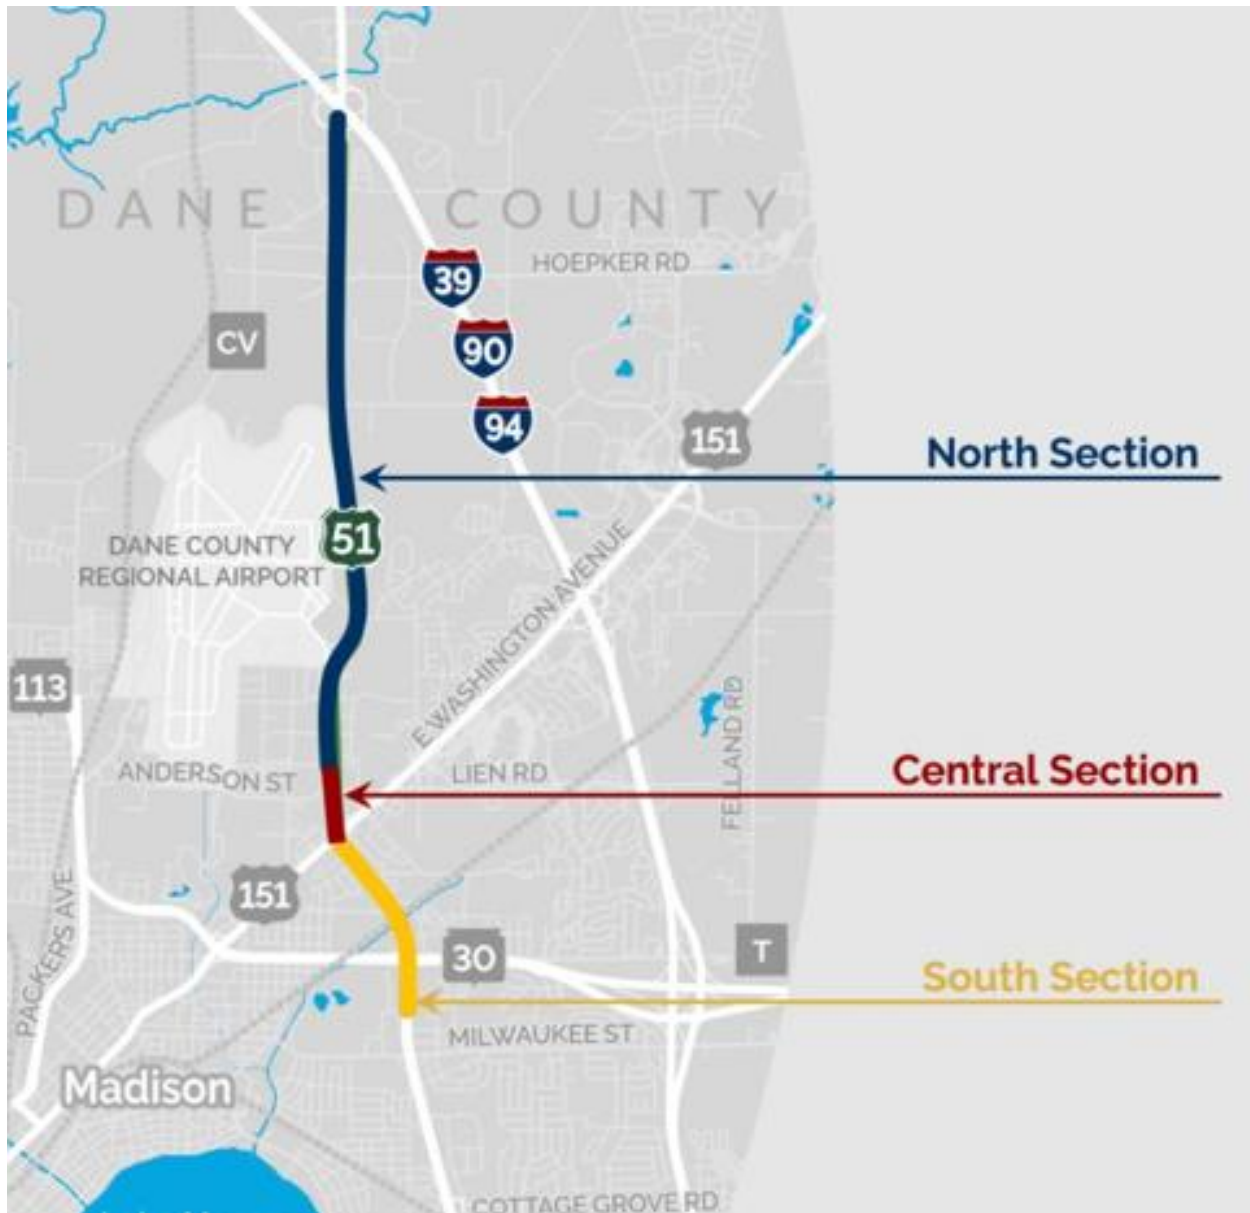 DANE COUNTY
HOEPKER RD
39
CV
90
94
151
North Section
51
DANE COUNTY
REGIONAL AIRPORT
E WASHINGTON AVENUE
113
FELLAND RD
ANDERSON ST
LIEN RD
Central Section
151
PACKERS AVE
30
T
South Section
MILWAUKEE ST
Madison
COTTAGE GROVE RD